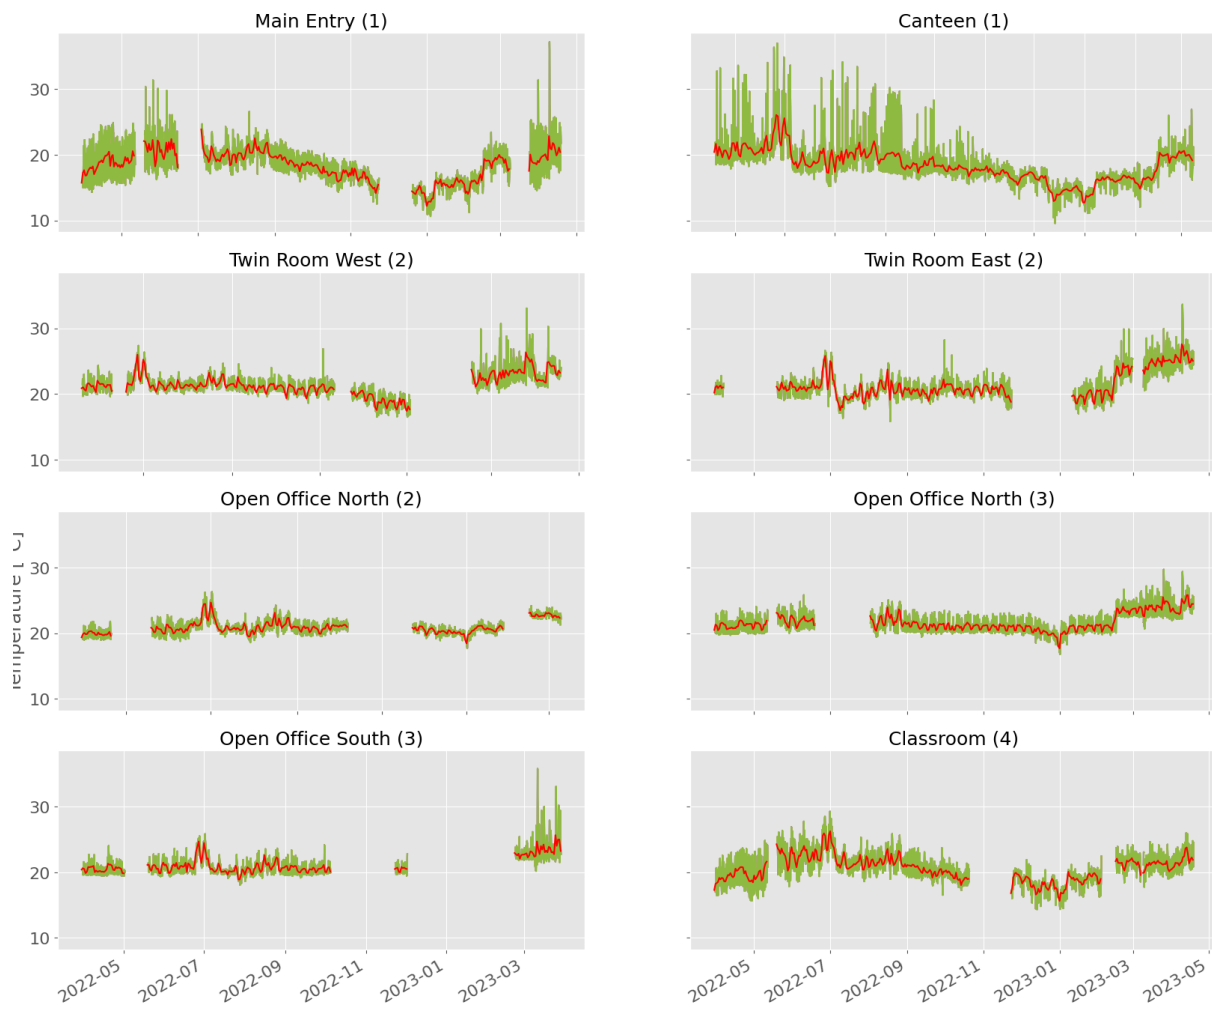 Main Entry (1)
Canteen (1)
30
20
10
Twin Room West (2)
Twin Room East (2)
30
20
10
Open Office North (2)
Open Office North (3)
30
20
10
Temperature [°C]
Open Office South (3)
Classroom (4)
30
20
10
2022-05
2022-07
2022-09
2022-11
2023-01
2023-03
2022-05
2022-07
2022-09
2022-11
2023-01
2023-03
2023-05